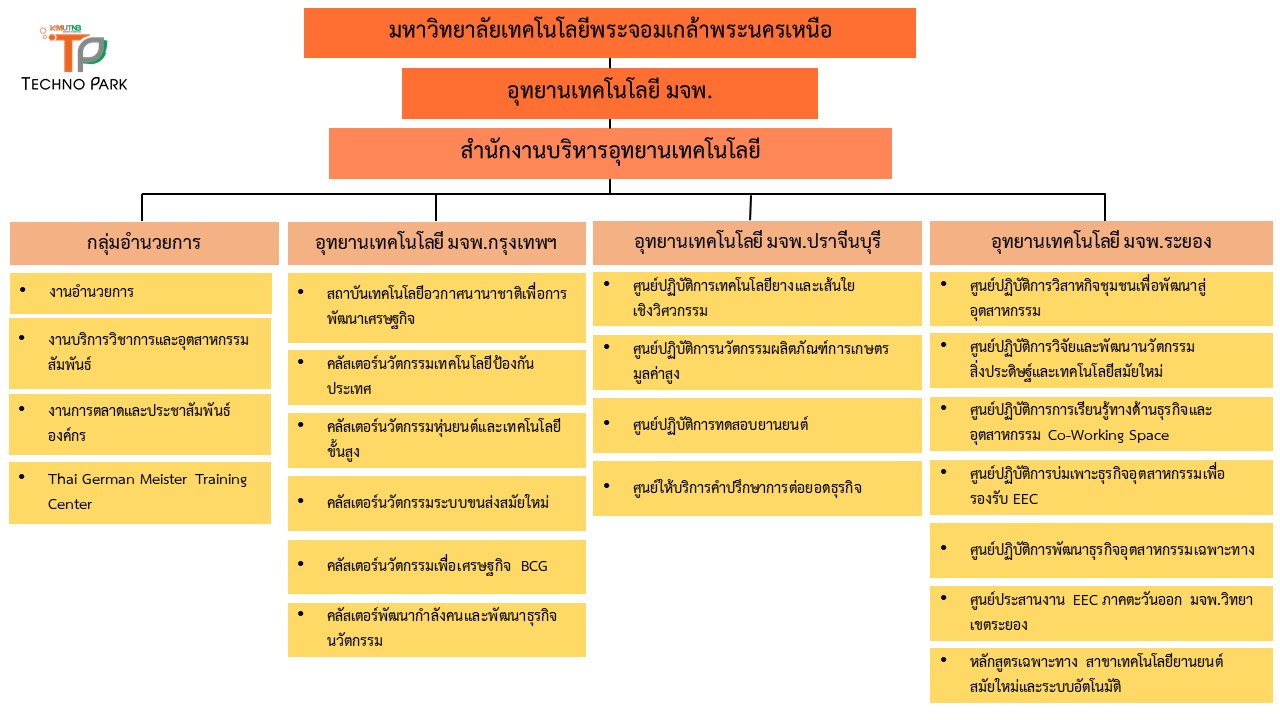 KMUTNB
TP
TECHNO PARK
มหาวิทยาลัยเทคโนโลยีพระจอมเกล้าพระนครเหนือ
อุทยานเทคโนโลยี มจพ.
สำนักงานบริหารอุทยานเทคโนโลยี
กลุ่มอำนวยการ
• งานอำนวยการ
• งานบริการวิชาการและอุตสาหกรรม
สัมพันธ์
• งานการตลาดและประชาสัมพันธ์
องค์กร
• Thai German Meister Training
Center
อุทยานเทคโนโลยี มจพ.กรุงเทพฯ
• สถาบันเทคโนโลยีอวกาศนานาชาติเพื่อการ
พัฒนาเศรษฐกิจ
• คลัสเตอร์นวัตกรรมเทคโนโลยีป้องกัน
ประเทศ
• คลัสเตอร์นวัตกรรมหุ่นยนต์และเทคโนโลยี
ขั้นสูง
• คลัสเตอร์นวัตกรรมระบบขนส่งสมัยใหม่
• คลัสเตอร์นวัตกรรมเพื่อเศรษฐกิจ BCG
• คลัสเตอร์พัฒนากำลังคนและพัฒนาธุรกิจ
นวัตกรรม
อุทยานเทคโนโลยี มจพ.ปราจีนบุรี
• ศูนย์ปฏิบัติการเทคโนโลยียางและเส้นใย
เชิงวิศวกรรม
• ศูนย์ปฏิบัติการนวัตกรรมผลิตภัณฑ์การเกษตร
มูลค่าสูง
• ศูนย์ปฏิบัติการทดสอบยานยนต์
• ศูนย์ให้บริการคำปรึกษาการต่อยอดธุรกิจ
อุทยานเทคโนโลยี มจพ.ระยอง
• ศูนย์ปฏิบัติการวิสาหกิจชุมชนเพื่อพัฒนาสู่
อุตสาหกรรม
• ศูนย์ปฏิบัติการวิจัยและพัฒนานวัตกรรม
สิ่งประดิษฐ์และเทคโนโลยีสมัยใหม่
• ศูนย์ปฏิบัติการการเรียนรู้ทางด้านธุรกิจและ
อุตสาหกรรม Co-Working Space
• ศูนย์ปฏิบัติการบ่มเพาะธุรกิจอุตสาหกรรมเพื่อ
รองรับ EEC
• ศูนย์ปฏิบัติการพัฒนาธุรกิจอุตสาหกรรมเฉพาะทาง
• ศูนย์ประสานงาน EEC ภาคตะวันออก มจพ.วิทยา
เขตระยอง
• หลักสูตรเฉพาะทาง สาขาเทคโนโลยียานยนต์
สมัยใหม่และระบบอัตโนมัติ